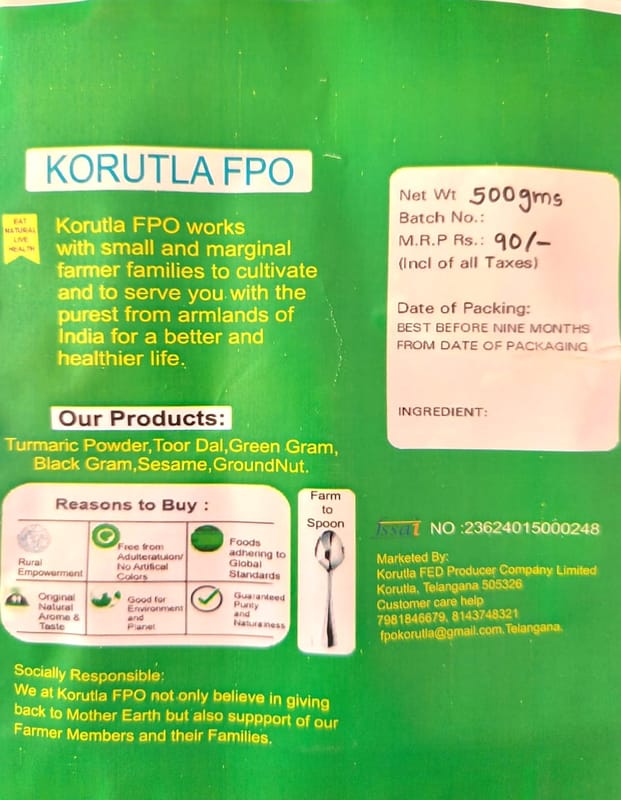 KORUTLA FPO
EAT
NATURAL
LIVE
HEALTH
Korutla FPO works
with small and marginal
farmer families to cultivate
and to serve you with the
purest from armlands of
India for a better and
healthier life.
Net Wt 500gms
Batch No.:
M.R.P Rs.: 90/-
(Incl of all Taxes)
Date of Packing:
BEST BEFORE NINE MONTHS
FROM DATE OF PACKAGING
INGREDIENT:
Our Products:
Turmaric Powder,Toor Dal,Green Gram,
Black Gram,Sesame,GroundNut.
Reasons to Buy :
Rural
Empowerment
Free from
Adulteratuion/
No Artifical
Colors
Foods
adhering to
Global
Standards
Original
Natural
Arome &
Taste
Good for
Environment
and
Planet
Guaranteed
Purity
and
Naturalness
Farm
to
Spoon
fssai NO :23624015000248
Marketed By:
Korutla FED Producer Company Limited
Korutla, Telangana 505326
Customer care help
7981846679, 8143748321
fpokorutla@gmail.com.Telangana.
Socially Responsible:
We at Korutla FPO not only believe in giving
back to Mother Earth but also suppport of our
Farmer Members and their Families.